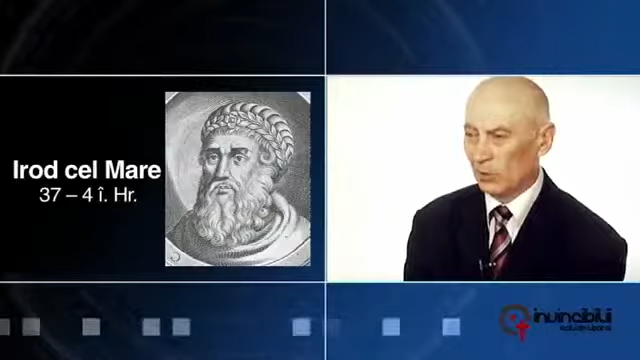 Irod cel Mare
37 – 4 î. Hr.
invincibilii